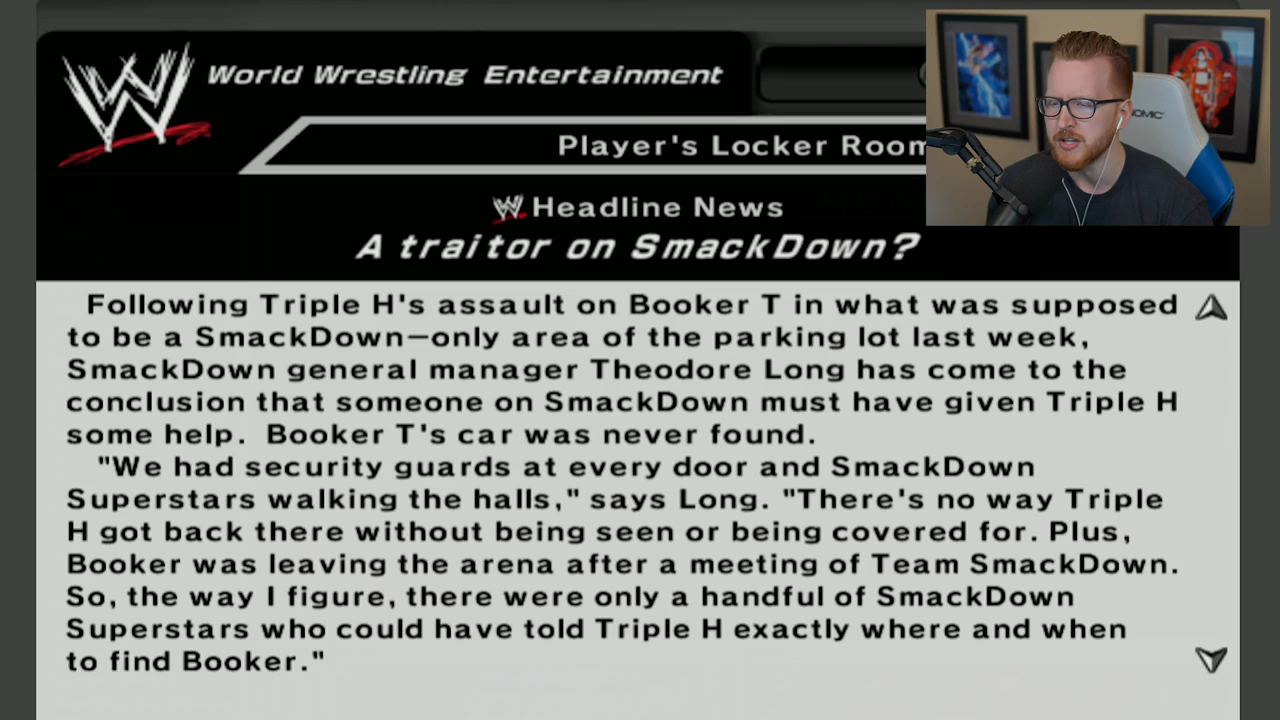 World Wrestling Entertainment
Player's Locker Room
Headline News
A traitor on SmackDown?
Following Triple H's assault on Booker T in what was supposed
to be a SmackDown—only area of the parking lot last week,
SmackDown general manager Theodore Long has come to the
conclusion that someone on SmackDown must have given Triple H
some help.  Booker T's car was never found.
"We had security guards at every door and SmackDown
Superstars walking the halls," says Long. "There's no way Triple
H got back there without being seen or being covered for. Plus,
Booker was leaving the arena after a meeting of Team SmackDown.
So, the way I figure, there were only a handful of SmackDown
Superstars who could have told Triple H exactly where and when
to find Booker."